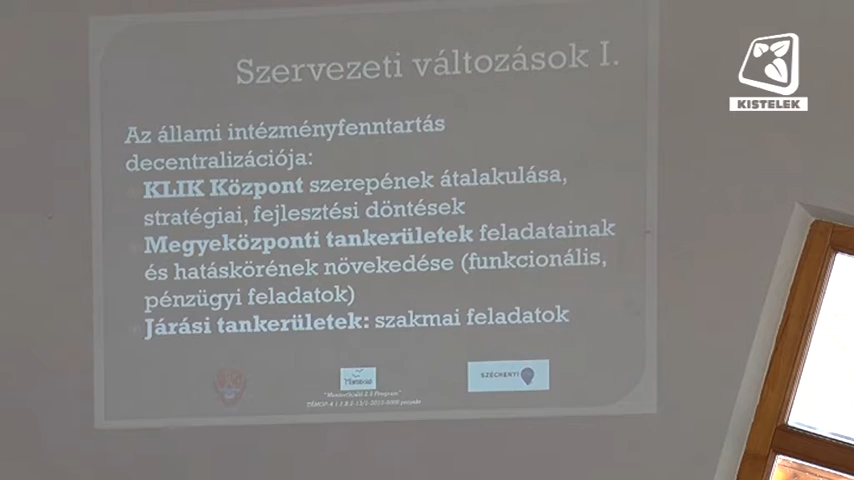 Szervezeti változások I.
KISTELEK
Az állami intézményfenntartás
decentralizációja:
KLIK Központ szerepének átalakulása,
stratégiai, fejlesztési döntések
Megyeközponti tankerületek feladatainak
és hatáskörének növekedése (funkcionális,
pénzügyi feladatok)
Járási tankerületek: szakmai feladatok
SZÉCHENYI